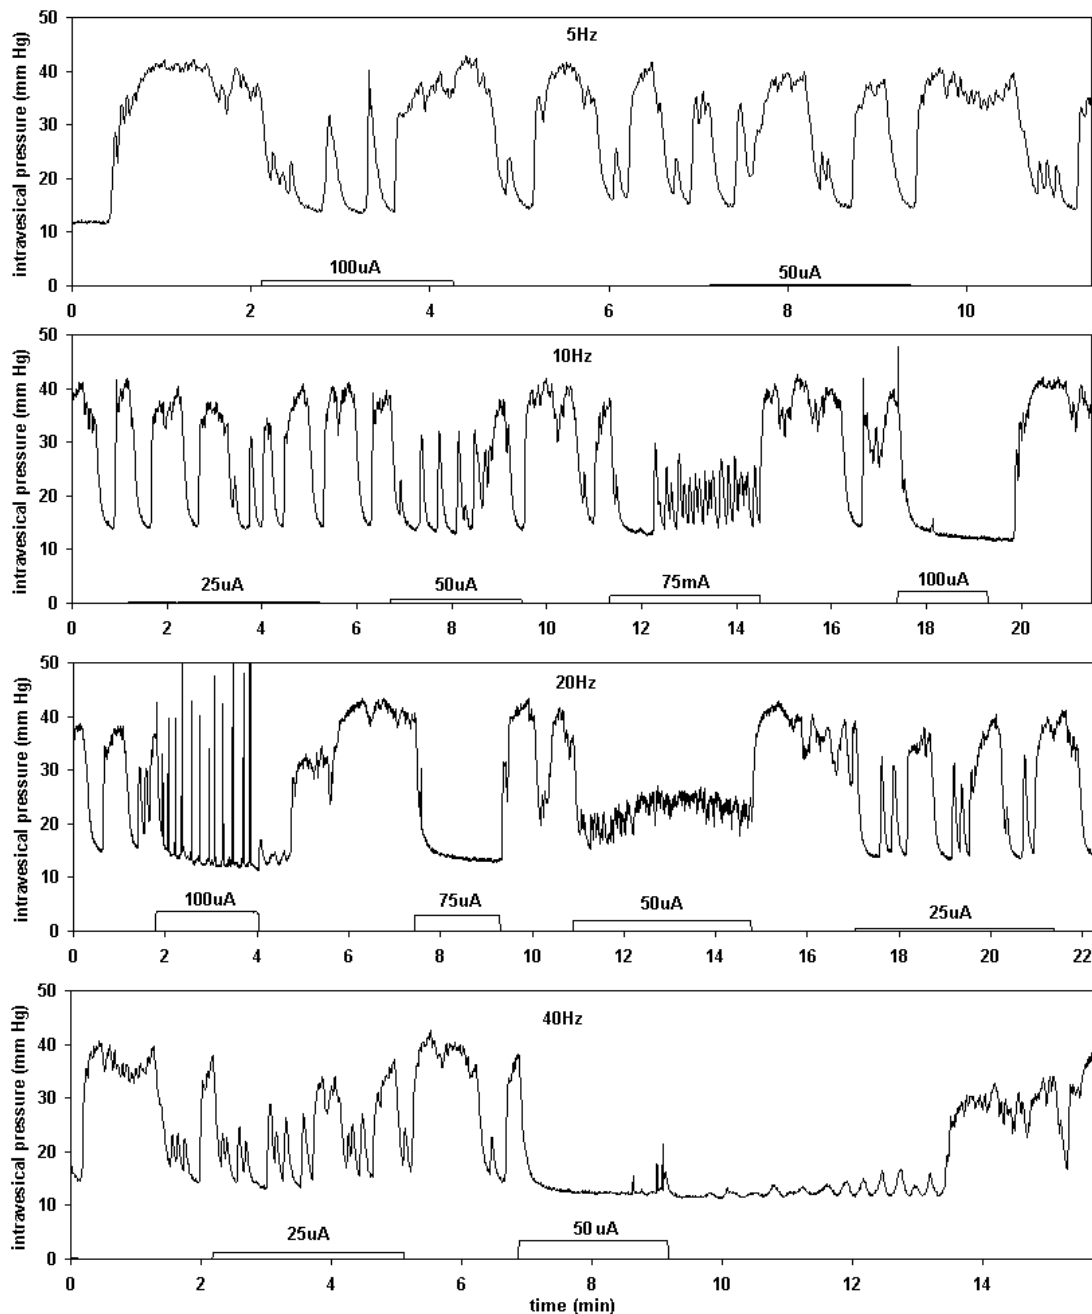 intravesical pressure (mm Hg)
50
40
30
20
10
0
5Hz
100uA
50uA
0 2 4 6 8 10
intravesical pressure (mm Hg)
50
40
30
20
10
0
10Hz
25uA
50uA
75mA
100uA
0 2 4 6 8 10 12 14 16 18 20
intravesical pressure (mm Hg)
50
40
30
20
10
0
20Hz
100uA
75uA
50uA
25uA
0 2 4 6 8 10 12 14 16 18 20 22
intravesical pressure (mm Hg)
50
40
30
20
10
0
40Hz
25uA
50 uA
0 2 4 6 8 10 12 14
time (min)